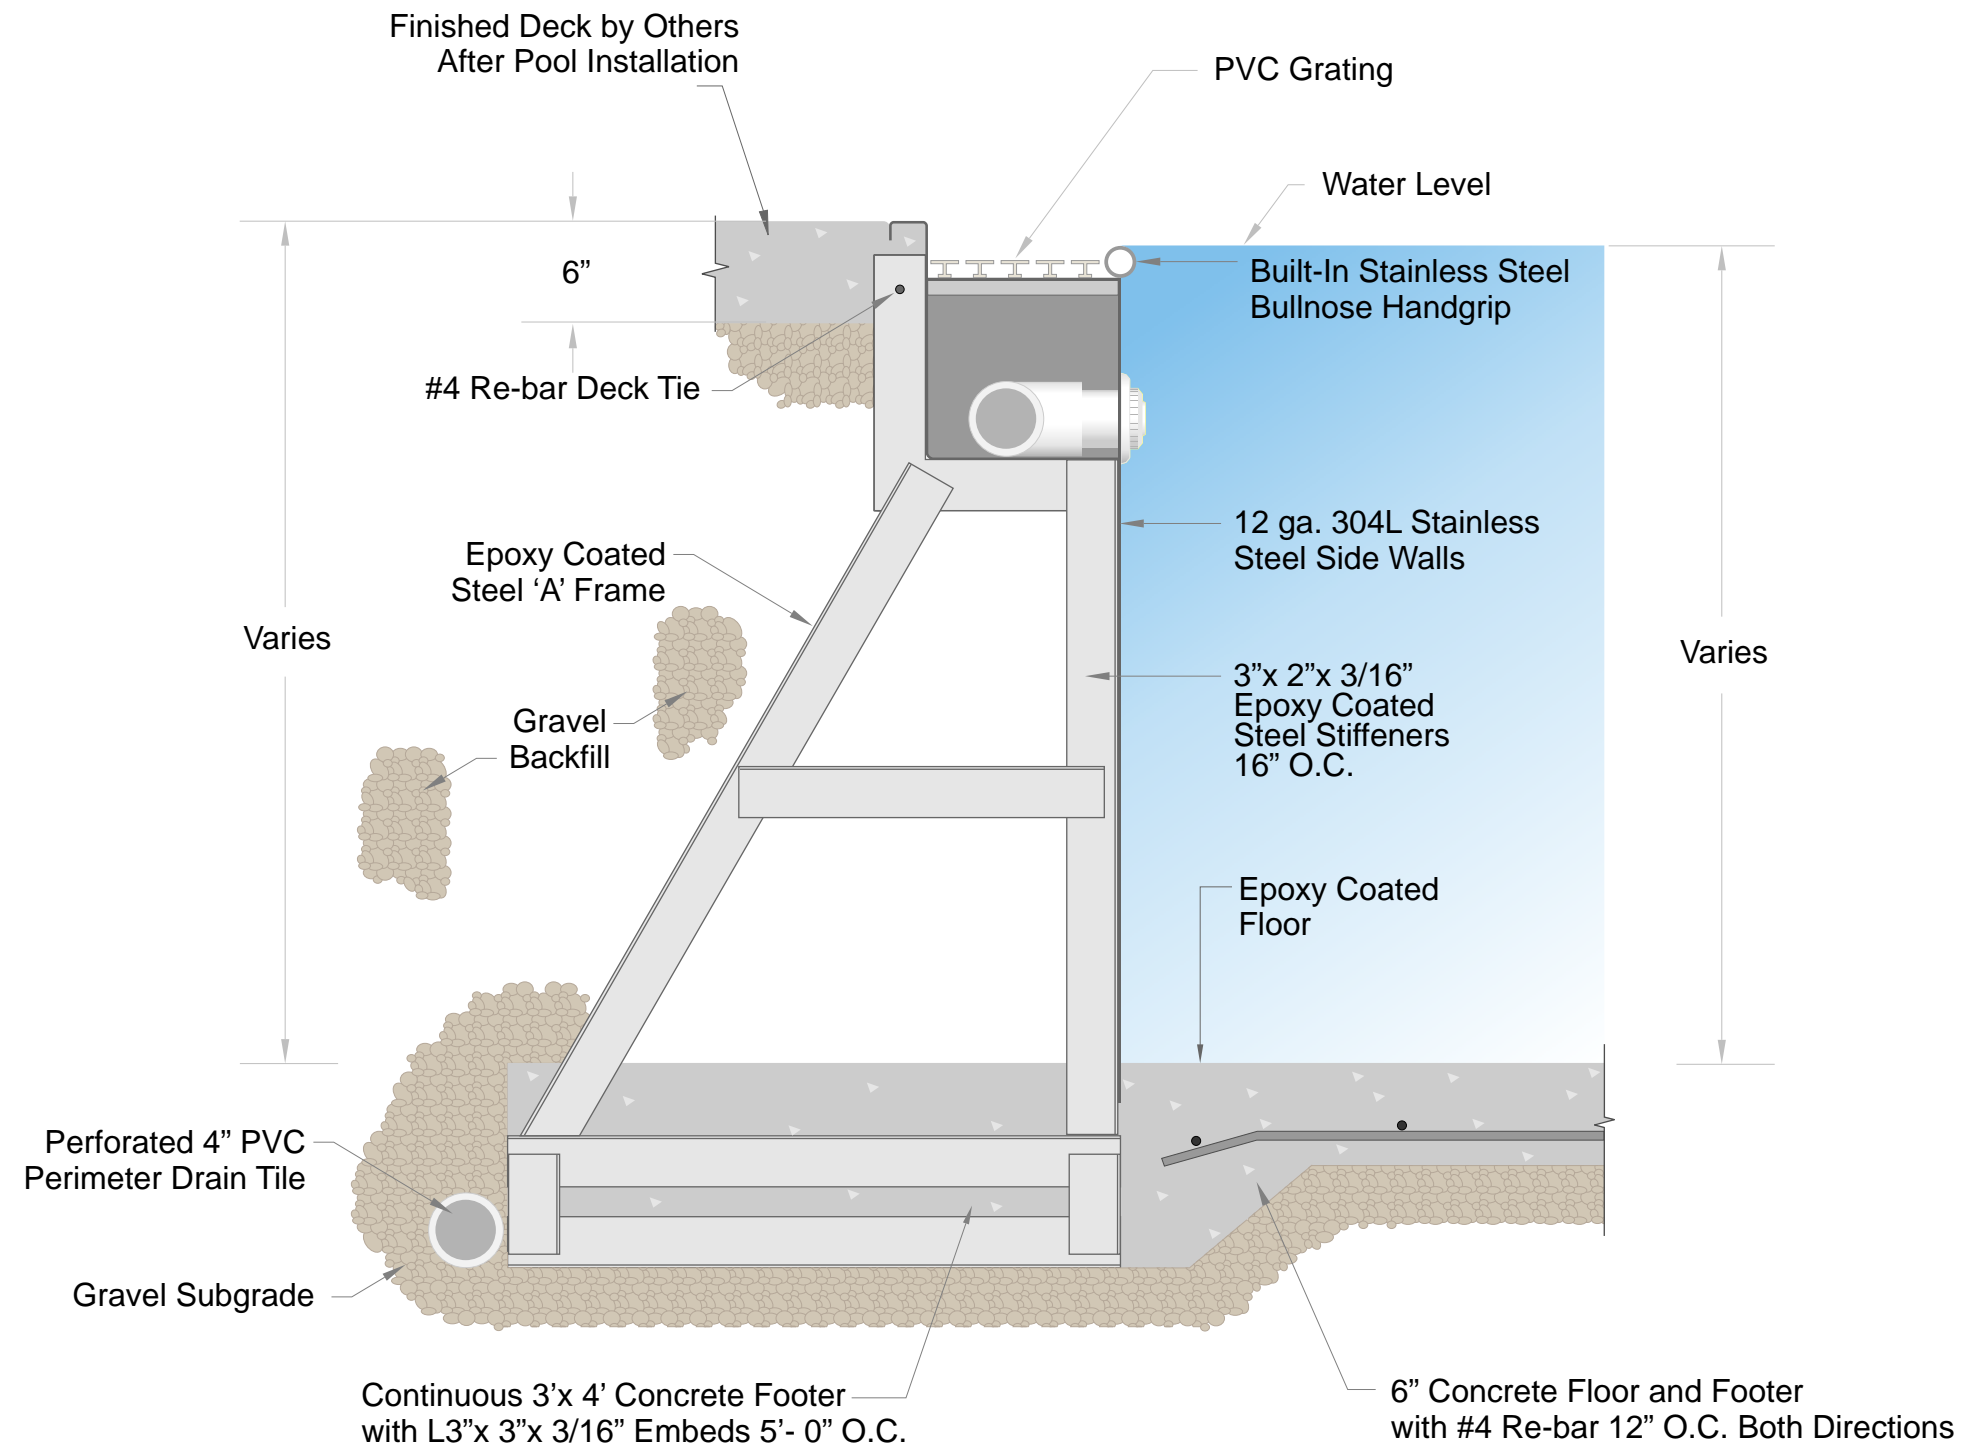 Finished Deck by Others
After Pool Installation
PVC Grating
Water Level
6”
Built-In Stainless Steel
Bullnose Handgrip
#4 Re-bar Deck Tie
12 ga. 304L Stainless
Steel Side Walls
Epoxy Coated
Steel ‘A’ Frame
Varies
Varies
3”x 2”x 3/16”
Epoxy Coated
Steel Stiffeners
16” O.C.
Gravel
Backfill
Epoxy Coated
Floor
Perforated 4” PVC
Perimeter Drain Tile
Gravel Subgrade
Continuous 3’x 4’ Concrete Footer
with L3”x 3”x 3/16” Embeds 5’- 0” O.C.
6” Concrete Floor and Footer
with #4 Re-bar 12” O.C. Both Directions